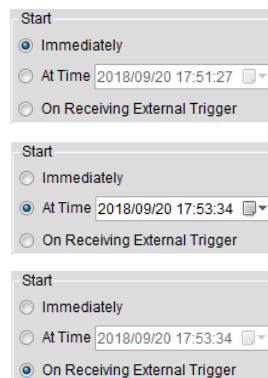 Start
Immediately
At Time 2018/09/20 17:51:27
On Receiving External Trigger
Start
Immediately
At Time 2018/09/20 17:53:34
On Receiving External Trigger
Start
Immediately
At Time 2018/09/20 17:53:34
On Receiving External Trigger